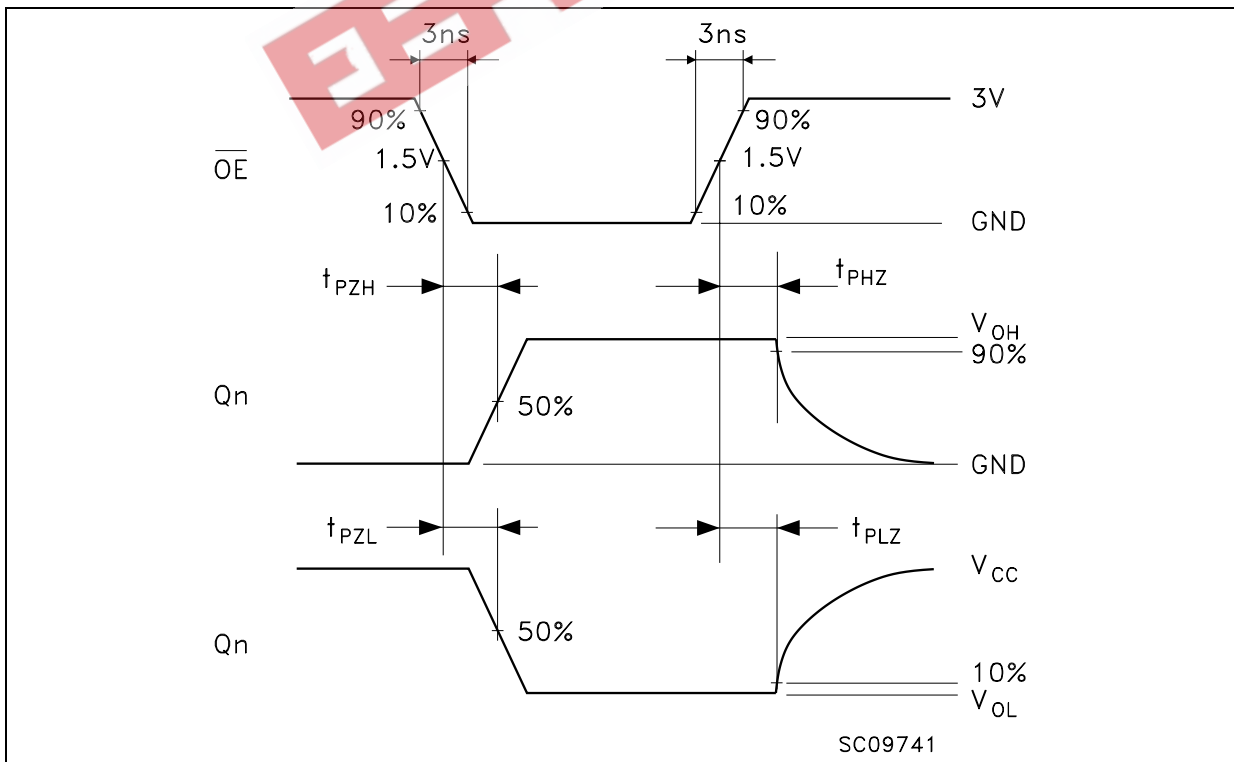 3ns 3ns
3V
90% 90%
OE 1.5V 1.5V
10% 10%
GND
tPZH tPHZ
VOH
90%
Qn 50%
GND
tPZL tPLZ
VCC
Qn 50%
10%
VOL
SC09741